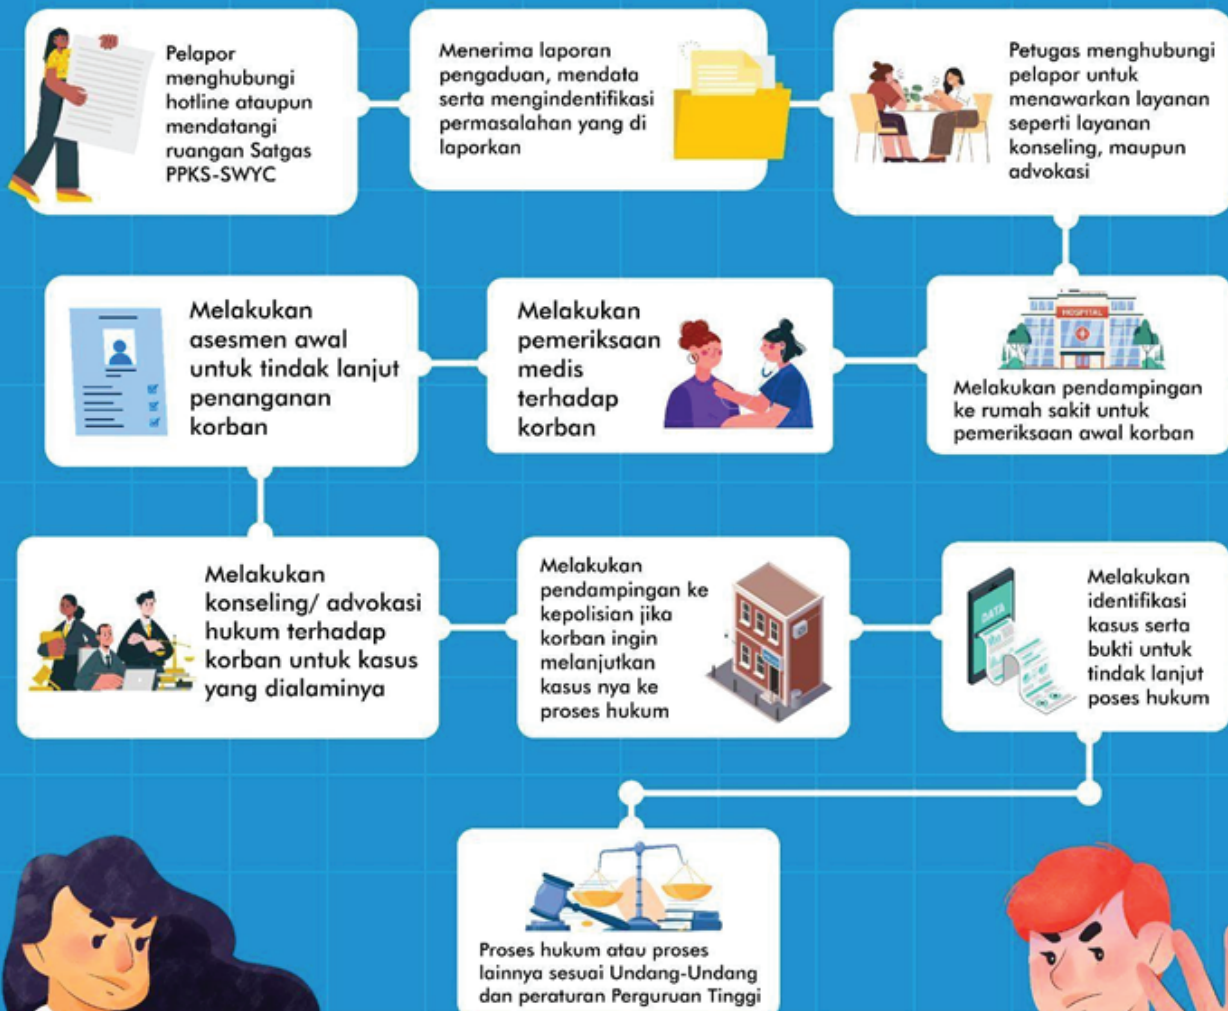 Pelapor
menghubungi
hotline ataupun
mendatangi
ruangan Satgas
PPKS-SWYC
Menerima laporan
pengaduan, mendata
serta mengindentifikasi
permasalahan yang di
laporkan
Petugas menghubungi
pelapor untuk
menawarkan layanan
seperti layanan
konseling, maupun
advokasi
HOSPITAL
Melakukan pendampingan
ke rumah sakit untuk
pemeriksaan awal korban
Melakukan
pemeriksaan
medis
terhadap
korban
Melakukan
asesmen awal
untuk tindak lanjut
penanganan
korban
Melakukan
konseling/ advokasi
hukum terhadap
korban untuk kasus
yang dialaminya
Melakukan
pendampingan ke
kepolisian jika
korban ingin
melanjutkan
kasus nya ke
proses hukum
DATA
Melakukan
identifikasi
kasus serta
bukti untuk
tindak lanjut
poses hukum
Proses hukum atau proses
lainnya sesuai Undang-Undang
dan peraturan Perguruan Tinggi